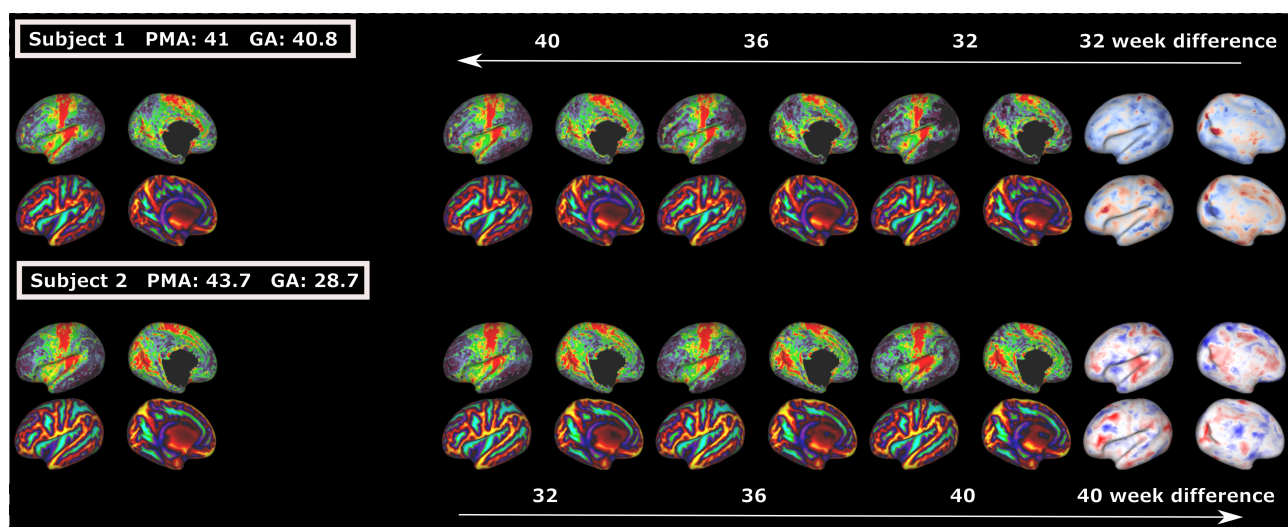 Subject 1 PMA: 41 GA: 40.8
40 36 32 32 week difference
Subject 2 PMA: 43.7 GA: 28.7
32 36 40 40 week difference